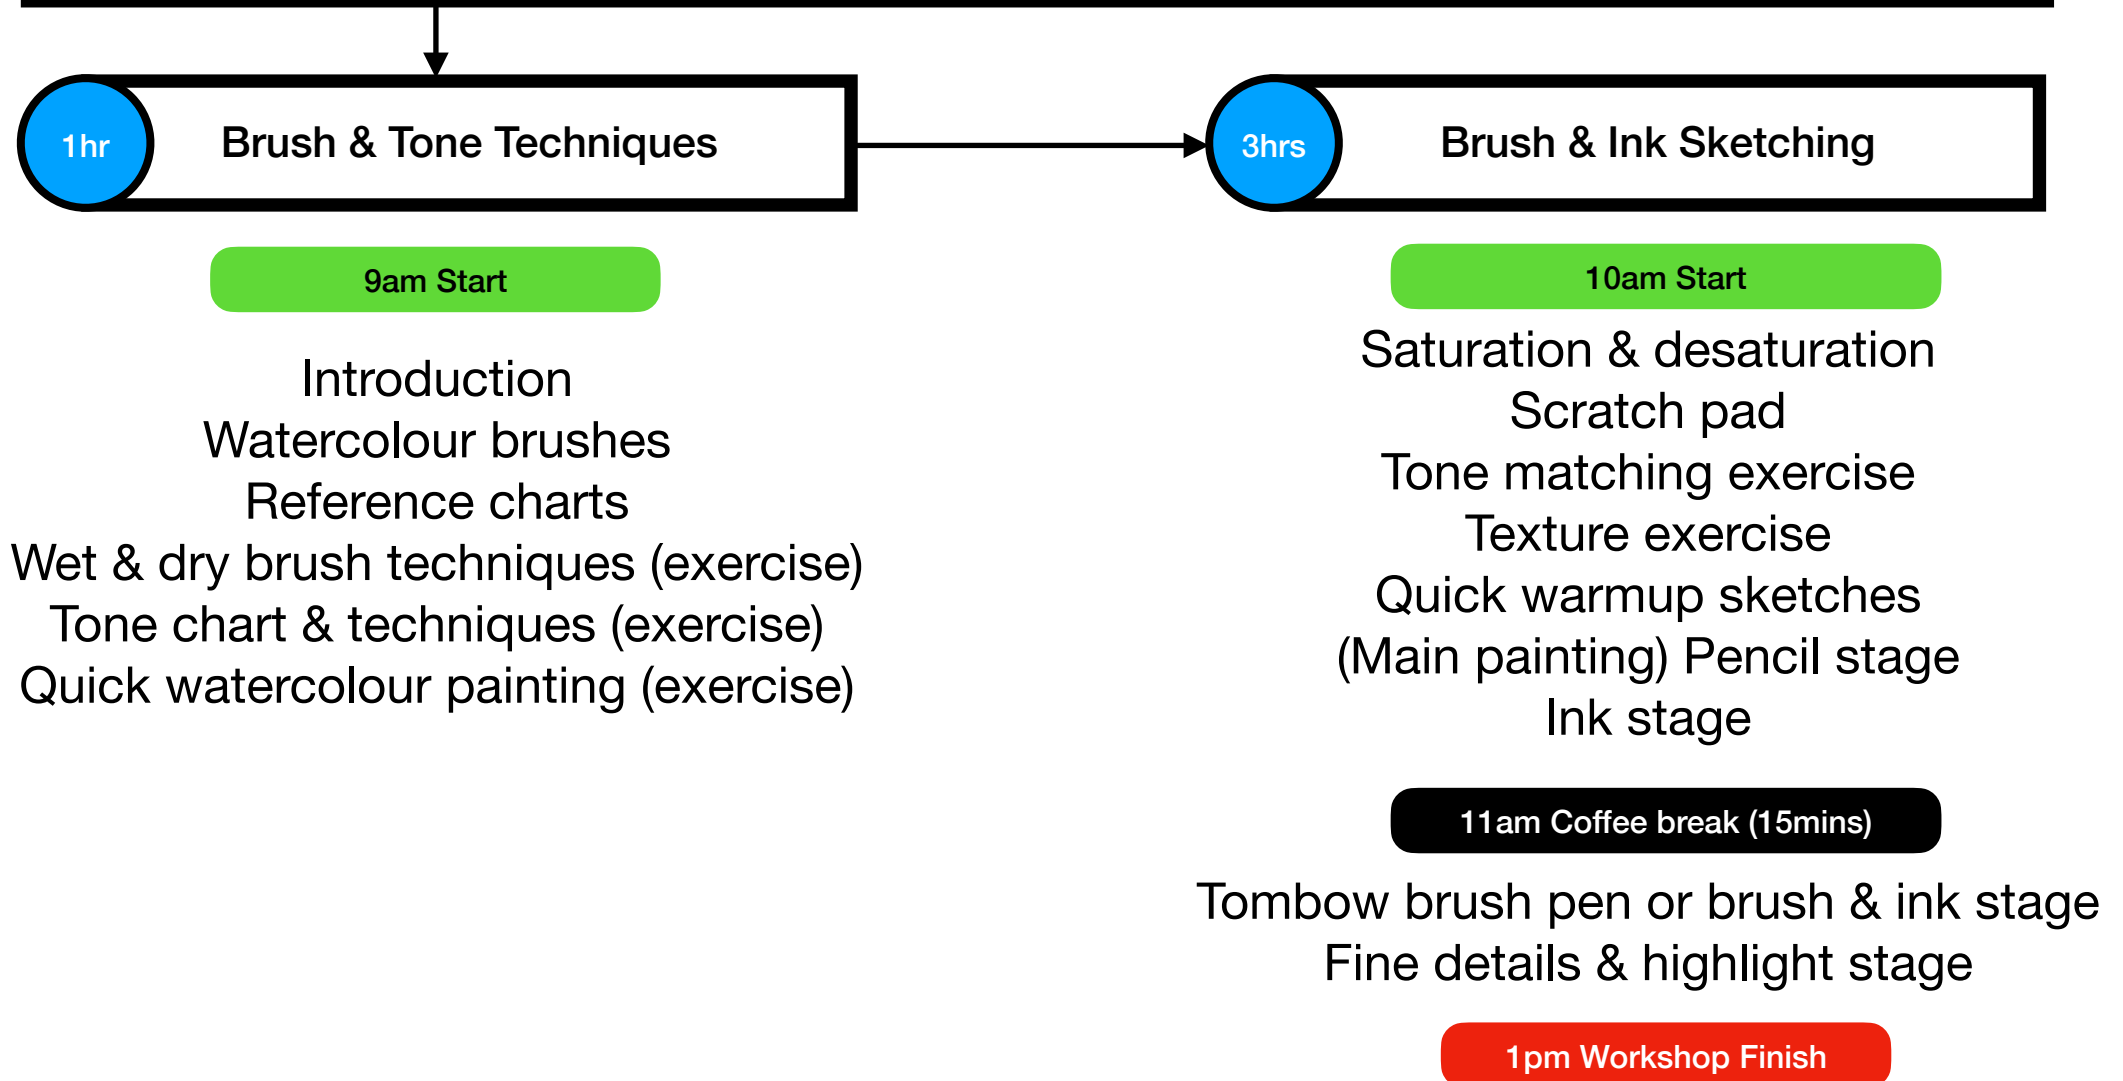 1hr
Brush & Tone Techniques
9am Start
Introduction
Watercolour brushes
Reference charts
Wet & dry brush techniques (exercise)
Tone chart & techniques (exercise)
Quick watercolour painting (exercise)
3hrs
Brush & Ink Sketching
10am Start
Saturation & desaturation
Scratch pad
Tone matching exercise
Texture exercise
Quick warmup sketches
(Main painting) Pencil stage
Ink stage
11am Coffee break (15mins)
Tombow brush pen or brush & ink stage
Fine details & highlight stage
1pm Workshop Finish